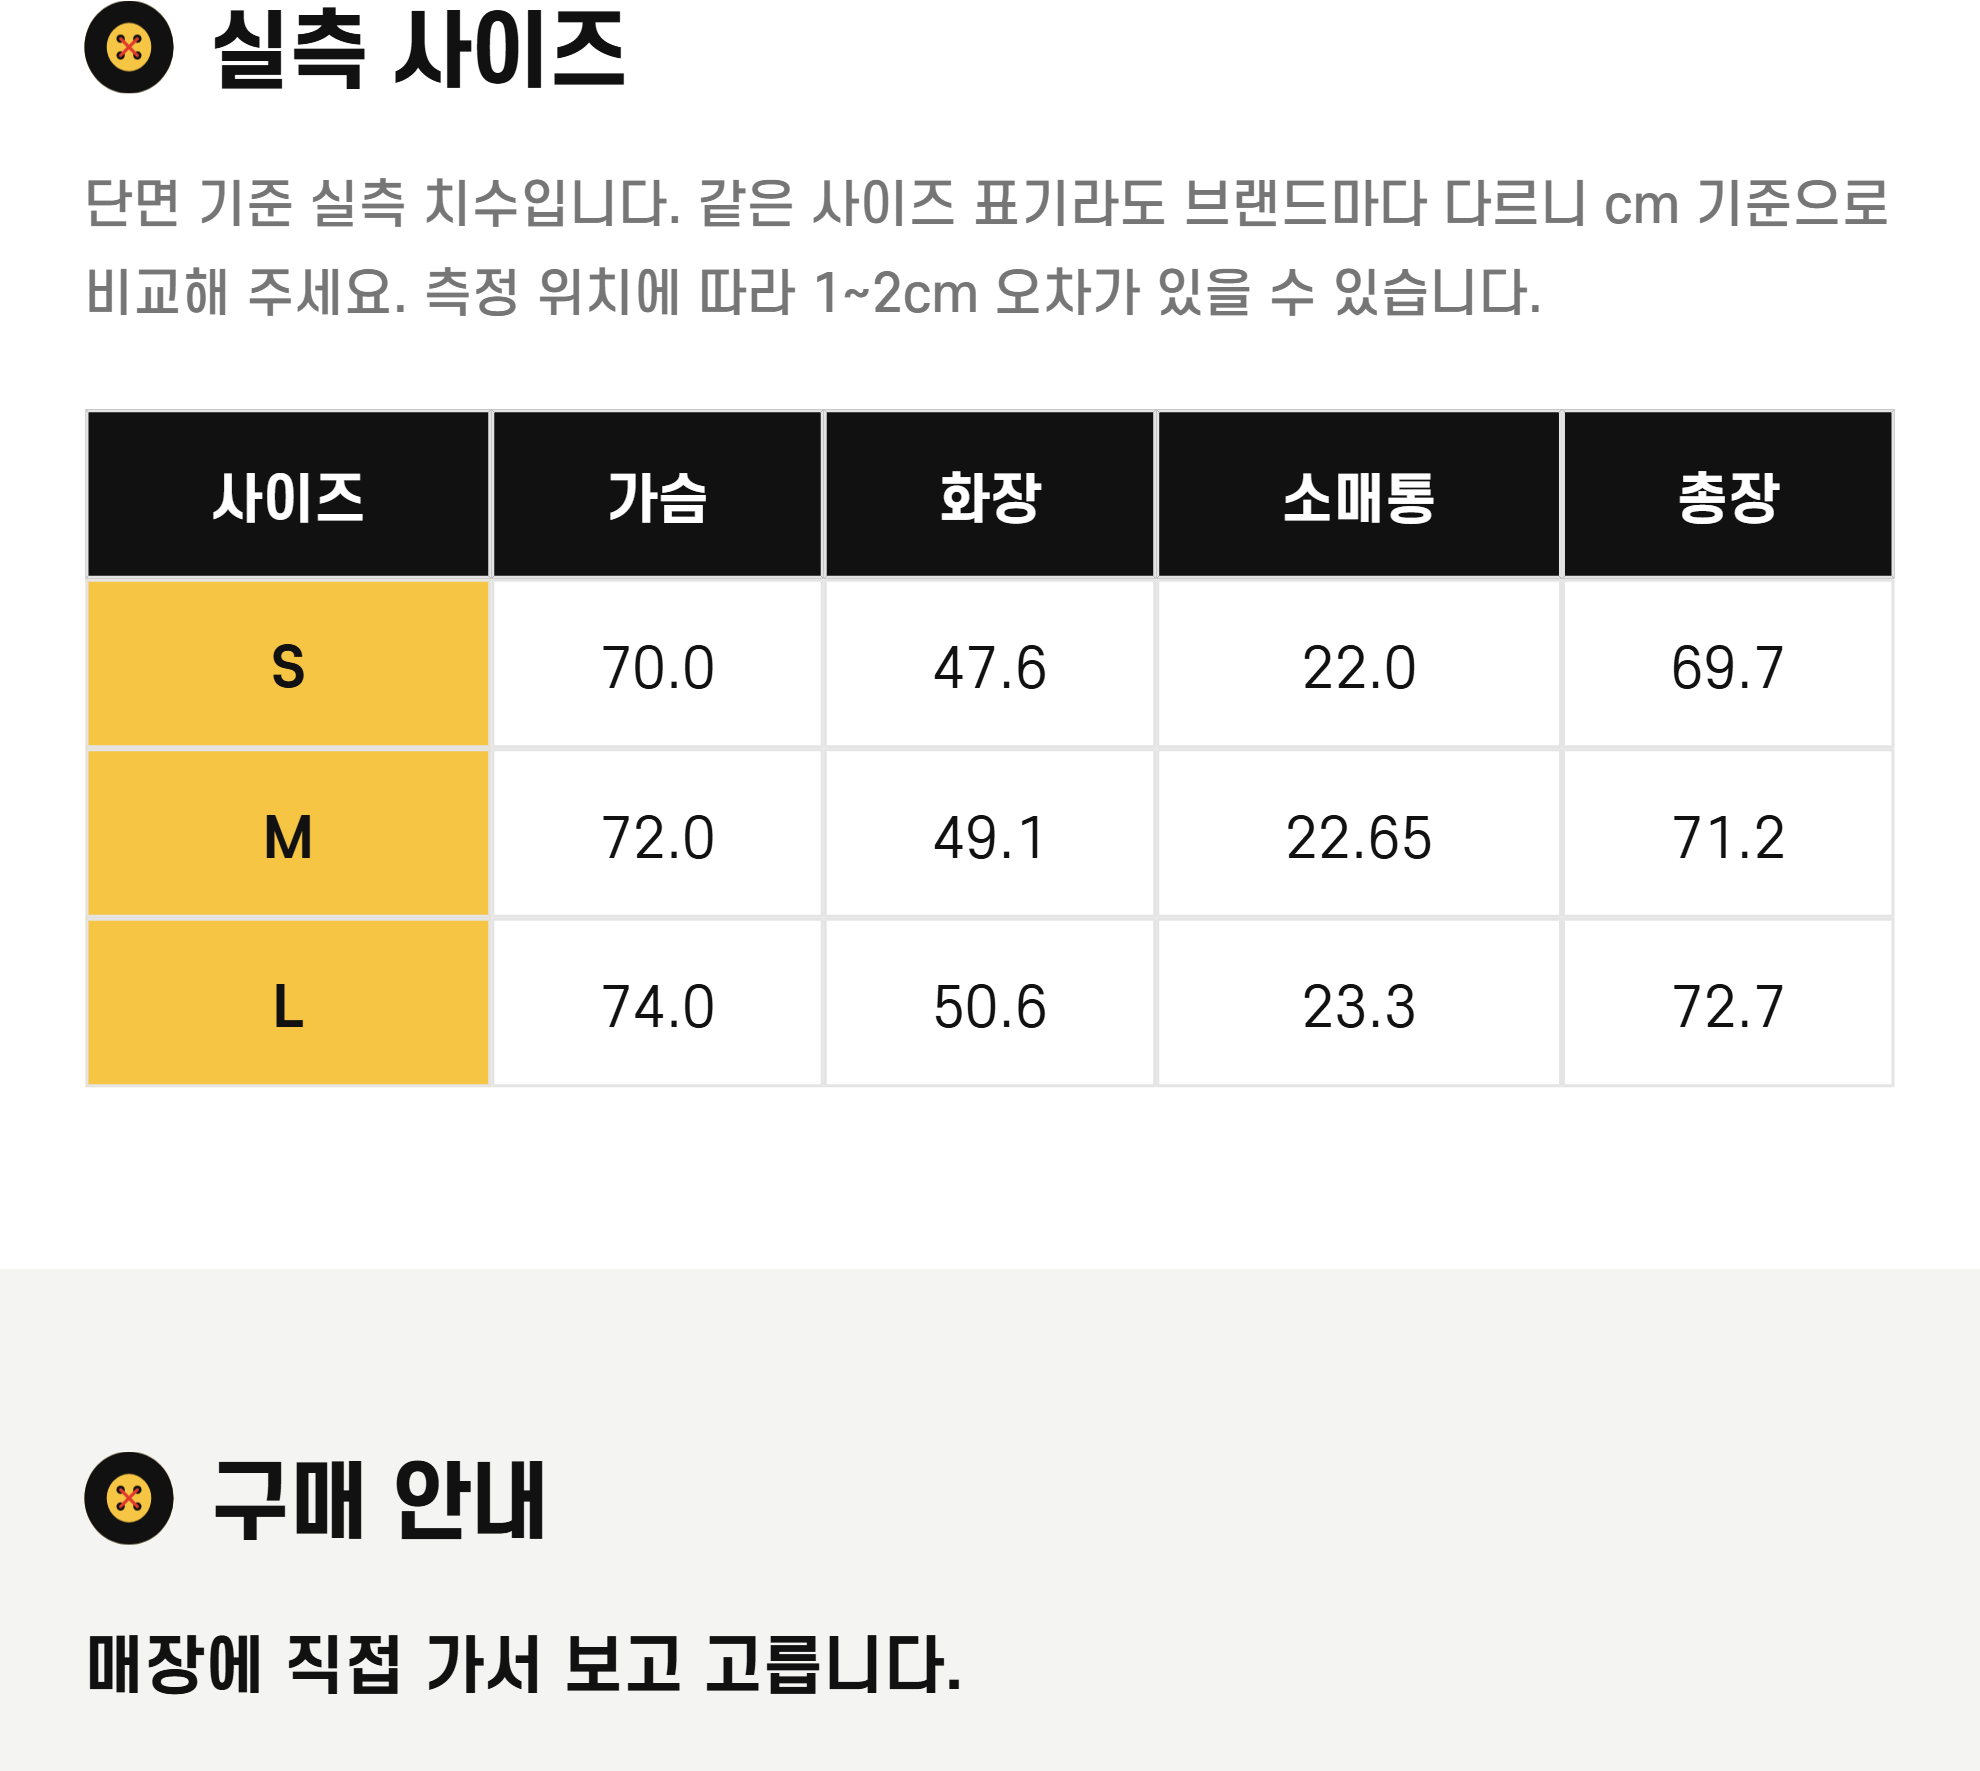 실측 사이즈
단면 기준 실측 치수입니다. 같은 사이즈 표기라도 브랜드마다 다르니 cm 기준으로
비교해 주세요. 측정 위치에 따라 1~2cm 오차가 있을 수 있습니다.
사이즈 가슴 화장 소매통 총장
S 70.0 47.6 22.0 69.7
M 72.0 49.1 22.65 71.2
L 74.0 50.6 23.3 72.7
구매 안내
매장에 직접 가서 보고 고릅니다.